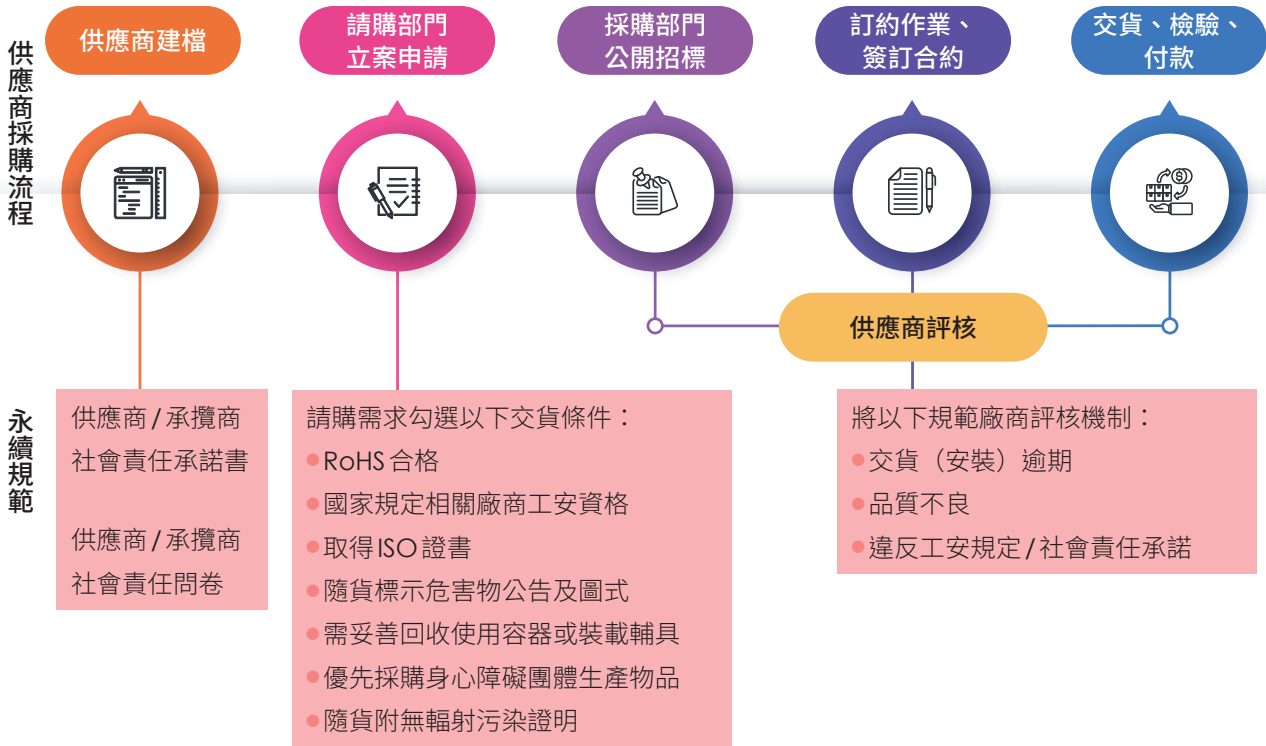 供應商採購流程
供應商建檔
請購部門
立案申請
採購部門
公開招標
訂約作業、
簽訂合約
交貨、檢驗、
付款
供應商評核
永續規範
供應商/承攬商
社會責任承諾書
供應商/承攬商
社會責任問卷
請購需求勾選以下交貨條件：
●RoHS合格
●國家規定相關廠商工安資格
●取得ISO證書
●隨貨標示危害物公告及圖式
●需妥善回收使用容器或裝載輔具
●優先採購身心障礙團體生產物品
●隨貨附無輻射污染證明
將以下規範廠商評核機制：
●交貨（安裝）逾期
●品質不良
●違反工安規定/社會責任承諾